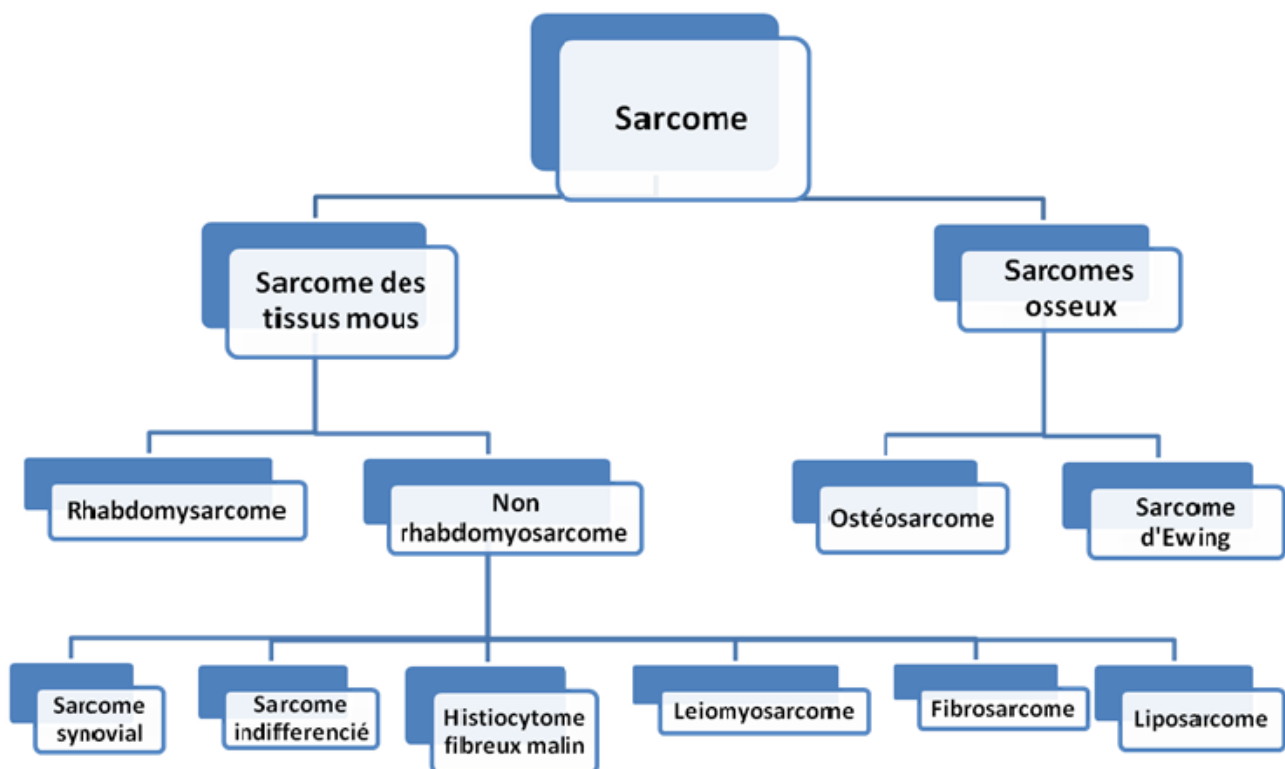 Sarcome
Sarcome des
tissus mous
Sarcomes
osseux
Rhabdomysarcome
Non
rhabdomyosarcome
Ostéosarcome
Sarcome
d'Ewing
Sarcome
synovial
Sarcome
indifferencié
Histiocytome
fibreux malin
Leiomyosarcome
Fibrosarcome
Liposarcome